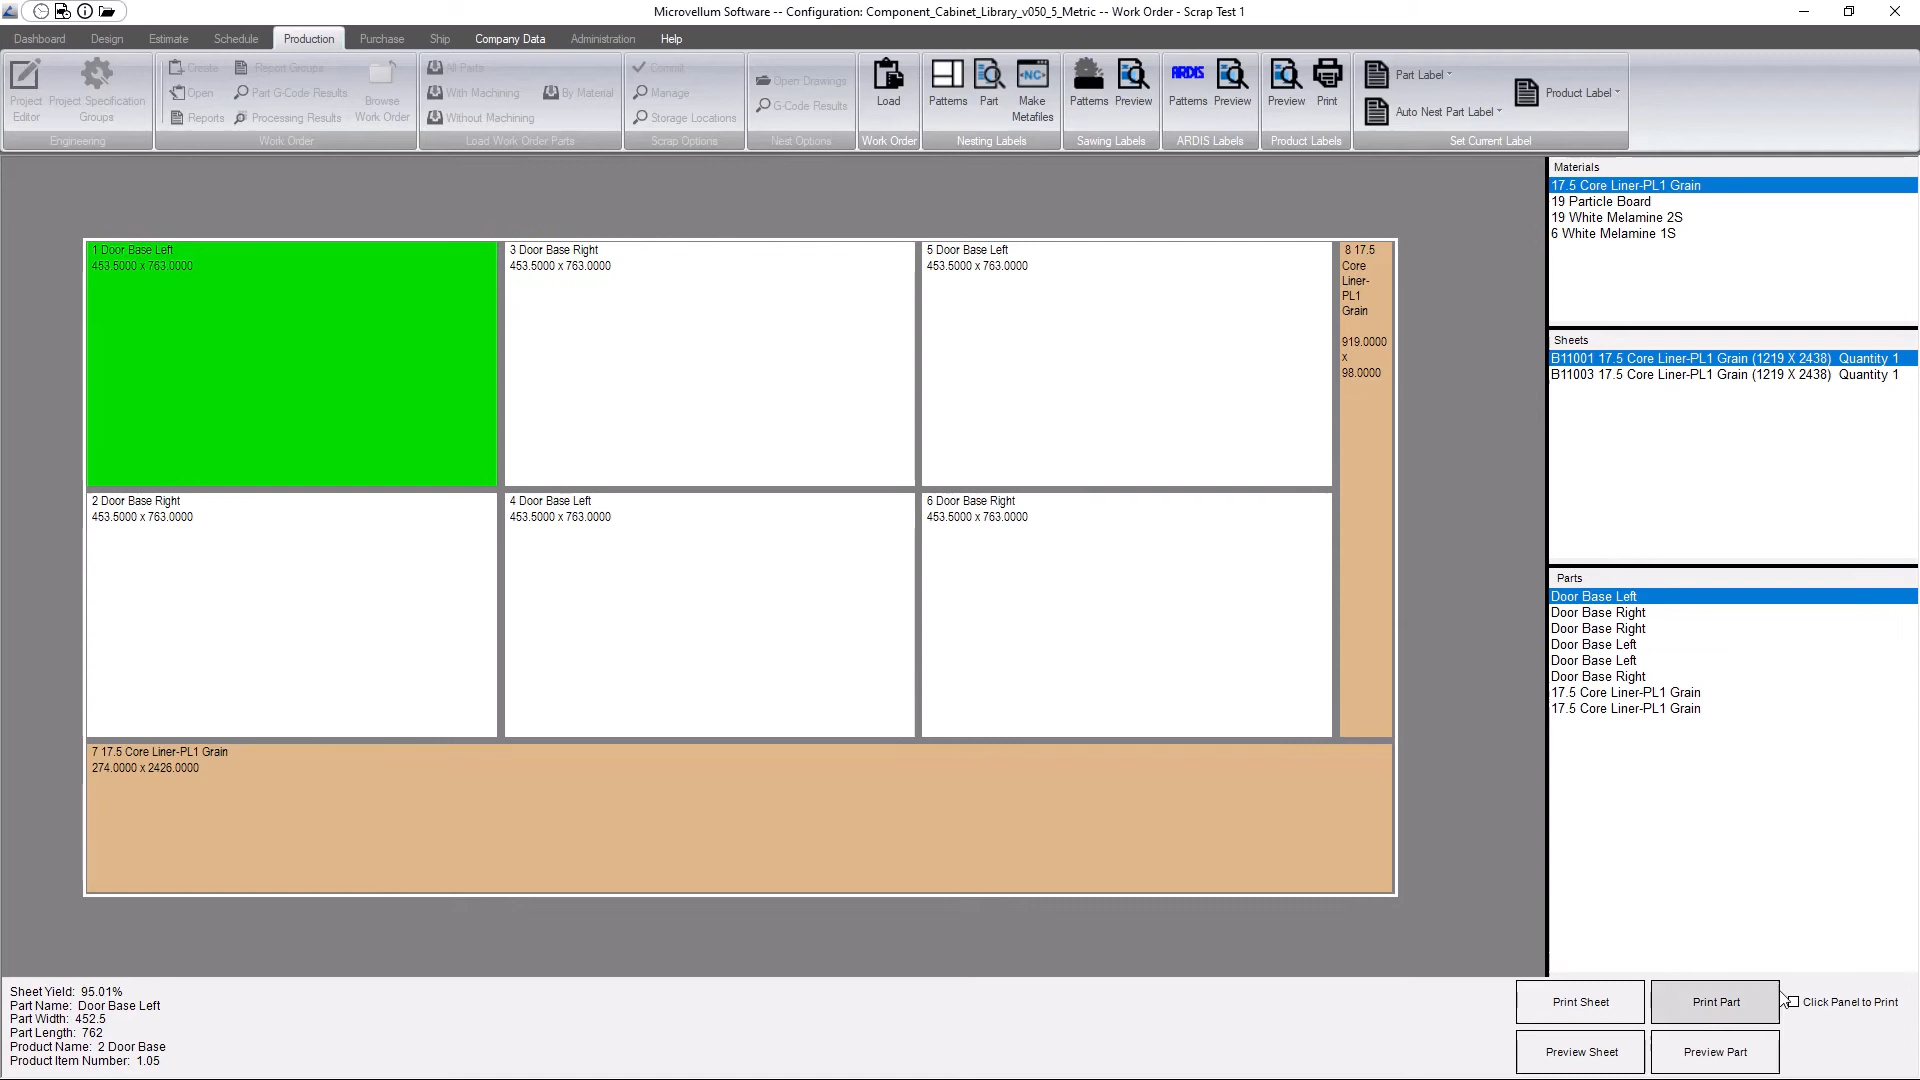 Microvellum Software -- Configuration: Component_Cabinet_Library_v050_5_Metric -- Work Order - Scrap Test 1
Dashboard Design Estimate Schedule Production Purchase Ship Company Data Administration Help
Project Editor
Project Specification Groups
Engineering
Create
Open
Reports
Report Groups
Part G-Code Results
Processing Results
Browse Work Order
Work Order
All Parts
With Machining
Without Machining
By Material
Load Work Order Parts
Commit
Manage
Storage Locations
Scrap Options
Open Drawings
G-Code Results
Nest Options
Load
Work Order
Patterns
Part
Make Metafiles
Nesting Labels
Patterns
Preview
Sawing Labels
ARDIS
Patterns
Preview
ARDIS Labels
Preview
Print
Product Labels
Part Label
Auto Nest Part Label
Product Label
Set Current Label
1 Door Base Left
453.5000 x 763.0000
3 Door Base Right
453.5000 x 763.0000
5 Door Base Left
453.5000 x 763.0000
8 17.5
Core
Liner-
PL1
Grain
919.0000
x
98.0000
2 Door Base Right
453.5000 x 763.0000
4 Door Base Left
453.5000 x 763.0000
6 Door Base Right
453.5000 x 763.0000
7 17.5 Core Liner-PL1 Grain
274.0000 x 2426.0000
Materials
17.5 Core Liner-PL1 Grain
19 Particle Board
19 White Melamine 2S
6 White Melamine 1S
Sheets
B11001 17.5 Core Liner-PL1 Grain (1219 X 2438) Quantity 1
B11003 17.5 Core Liner-PL1 Grain (1219 X 2438) Quantity 1
Parts
Door Base Left
Door Base Right
Door Base Right
Door Base Left
Door Base Left
Door Base Right
17.5 Core Liner-PL1 Grain
17.5 Core Liner-PL1 Grain
Sheet Yield: 95.01%
Part Name: Door Base Left
Part Width: 452.5
Part Length: 762
Product Name: 2 Door Base
Product Item Number: 1.05
Print Sheet
Print Part
Click Panel to Print
Preview Sheet
Preview Part